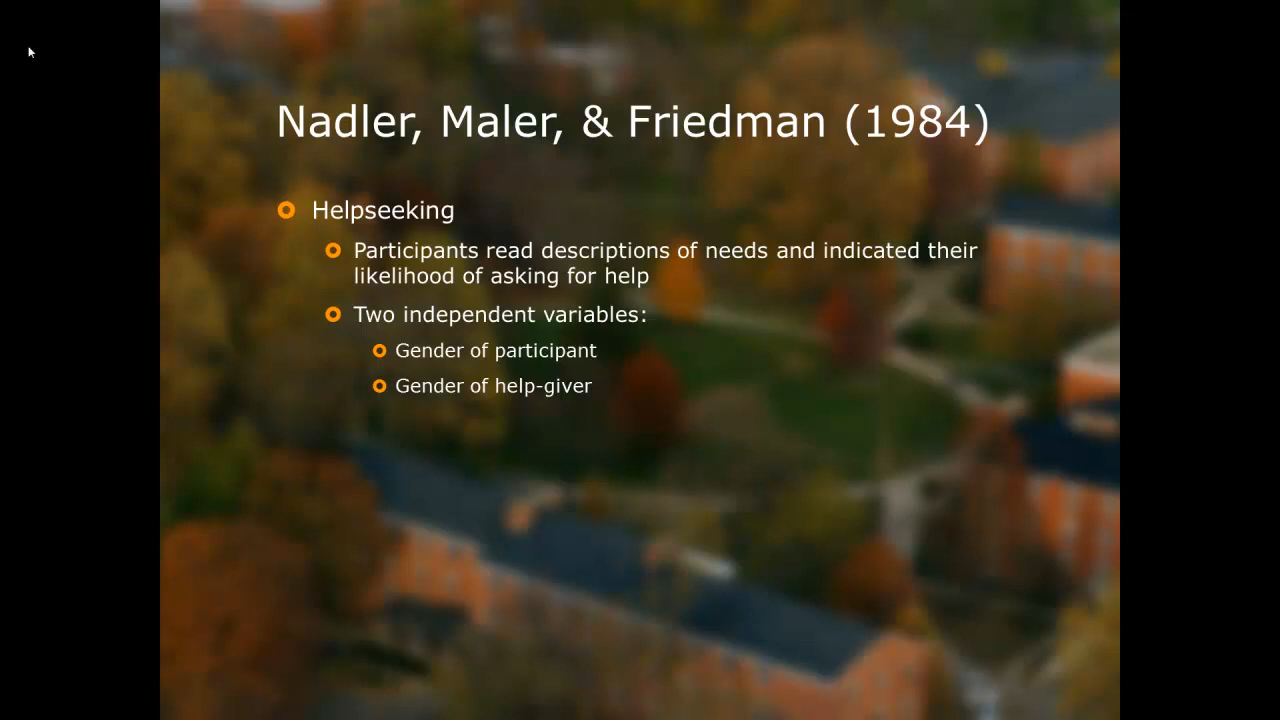 Nadler, Maler, & Friedman (1984)
Helpseeking
Participants read descriptions of needs and indicated their
likelihood of asking for help
Two independent variables:
Gender of participant
Gender of help-giver